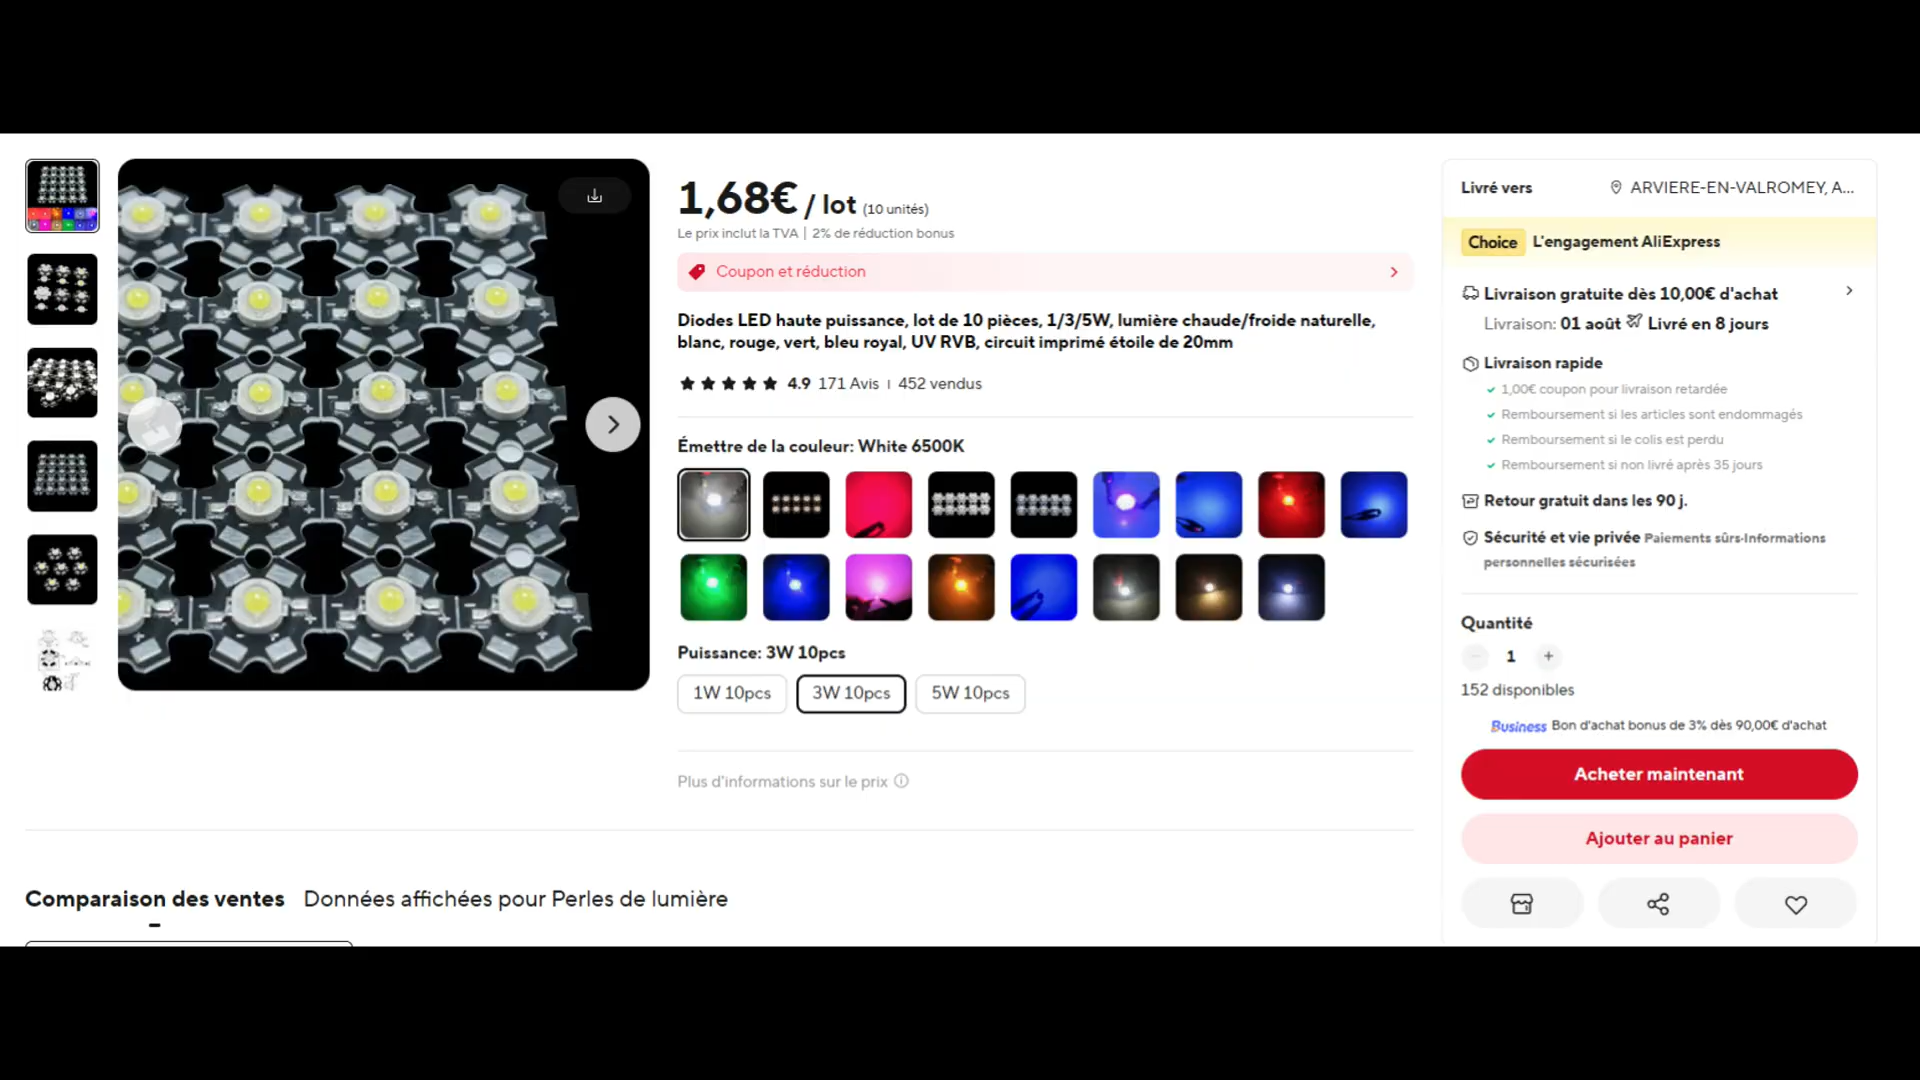 1,68€ / lot (10 unités)
Le prix inclut la TVA | 2% de réduction bonus
Coupon et réduction
Diodes LED haute puissance, lot de 10 pièces, 1/3/5W, lumière chaude/froide naturelle,
blanc, rouge, vert, bleu royal, UV RVB, circuit imprimé étoile de 20mm
4.9 171 Avis | 452 vendus
Émettre de la couleur: White 6500K
Puissance: 3W 10pcs
1W 10pcs
3W 10pcs
5W 10pcs
Plus d'informations sur le prix
Comparaison des ventes
Données affichées pour Perles de lumière
Livré vers
ARVIERE-EN-VALROMEY, A...
Choice L'engagement AliExpress
Livraison gratuite dès 10,00€ d'achat
Livraison: 01 août Livré en 8 jours
Livraison rapide
1,00€ coupon pour livraison retardée
Remboursement si les articles sont endommagés
Remboursement si le colis est perdu
Remboursement si non livré après 35 jours
Retour gratuit dans les 90 j.
Sécurité et vie privée Paiements sûrs-Informations
personnelles sécurisées
Quantité
- 1 +
152 disponibles
Business Bon d'achat bonus de 3% dès 90,00€ d'achat
Acheter maintenant
Ajouter au panier